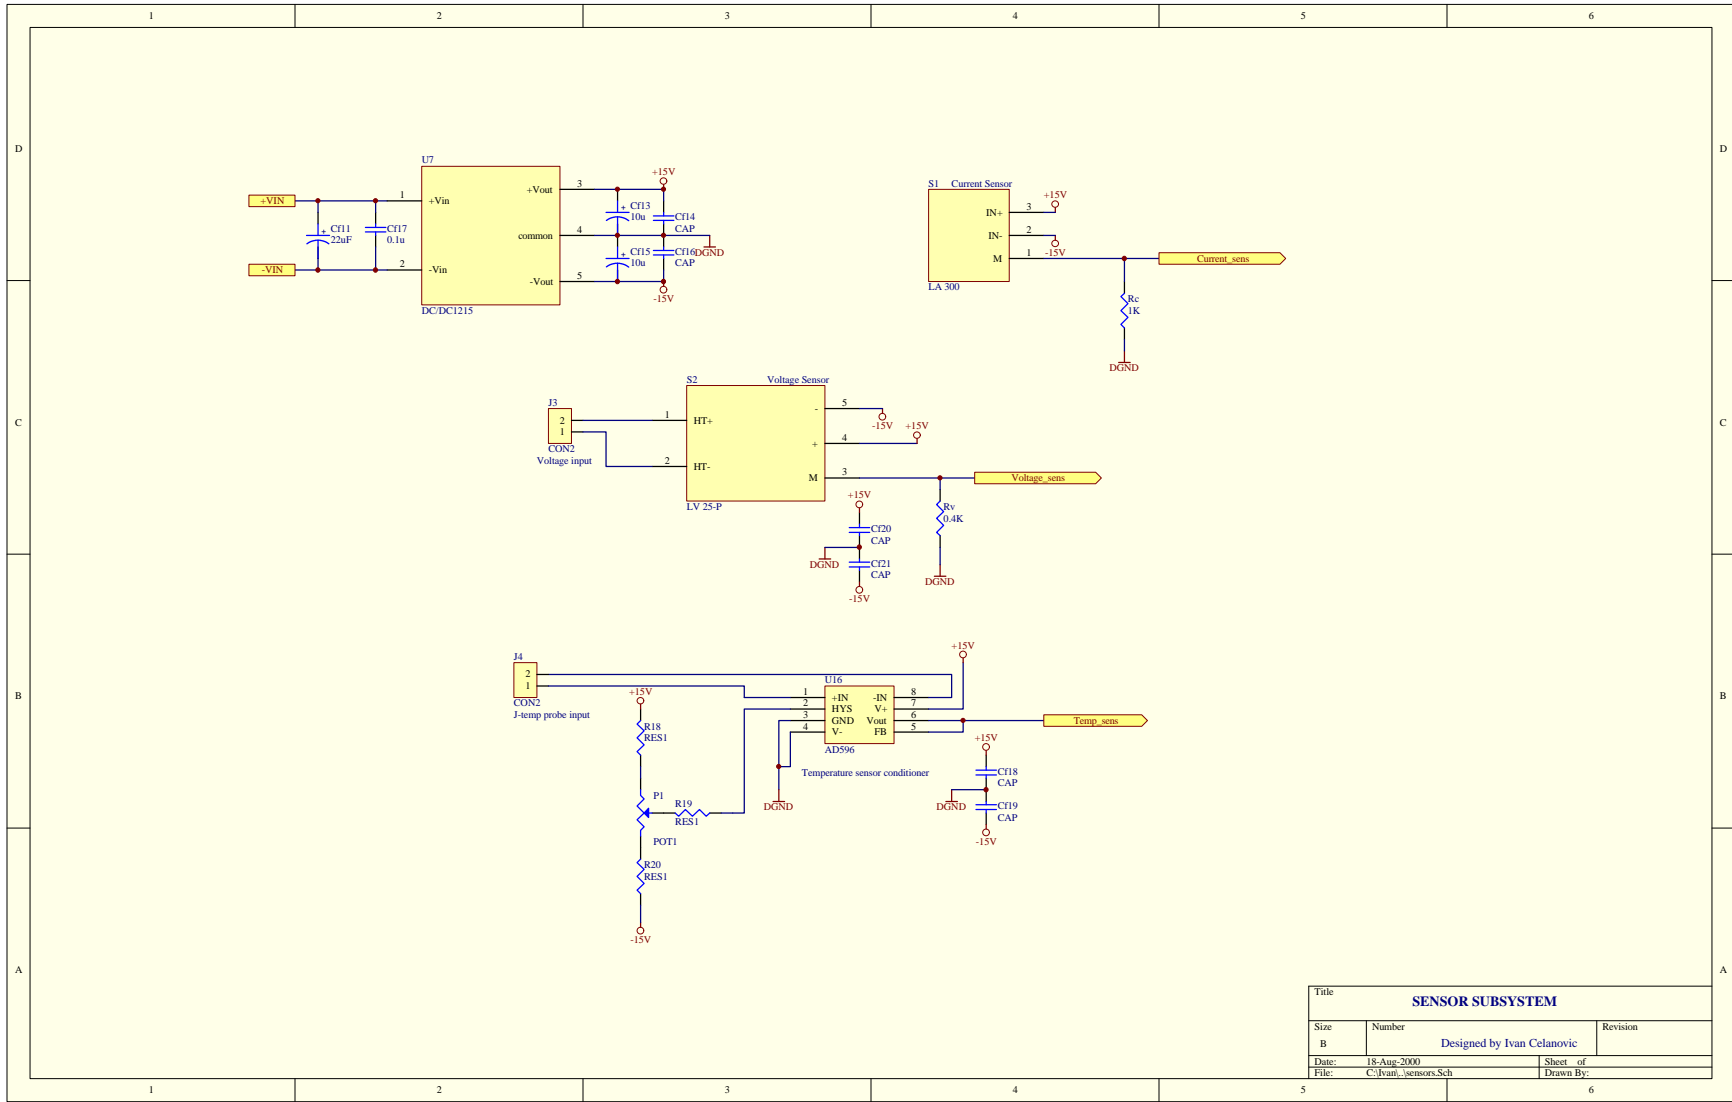 1 2 3 4 5 6
D D
U7
+VIN
-VIN
Cf11
22uF
Cf17
0.1u
1 +Vin
2 -Vin
+Vout 3
common 4
-Vout 5
DC/DC1215
+15V
Cf13
10u
Cf14
CAP
Cf15
10u
Cf16
CAP
DGND
-15V
S1 Current Sensor
IN+ 3
IN- 2
M 1
LA 300
+15V
-15V
Current_sens
Rc
1K
DGND
C C
J3
2
1
CON2
Voltage input
S2 Voltage Sensor
1 HT+
2 HT-
- 5
+ 4
M 3
LV 25-P
-15V
+15V
Voltage_sens
Rv
0.4K
DGND
+15V
Cf20
CAP
DGND
Cf21
CAP
-15V
B B
J4
2
1
CON2
J-temp probe input
+15V
R18
RES1
P1
POT1
R19
RES1
R20
RES1
-15V
U16
1 +IN -IN 8
2 HYS V+ 7
3 GND Vout 6
4 V- FB 5
AD596
Temperature sensor conditioner
DGND
+15V
Temp_sens
+15V
Cf18
CAP
DGND
Cf19
CAP
-15V
A A
Title
SENSOR SUBSYSTEM
Size Number Revision
B Designed by Ivan Celanovic
Date: 18-Aug-2000 Sheet of
File: C:\Ivan\..\sensors.Sch Drawn By:
1 2 3 4 5 6